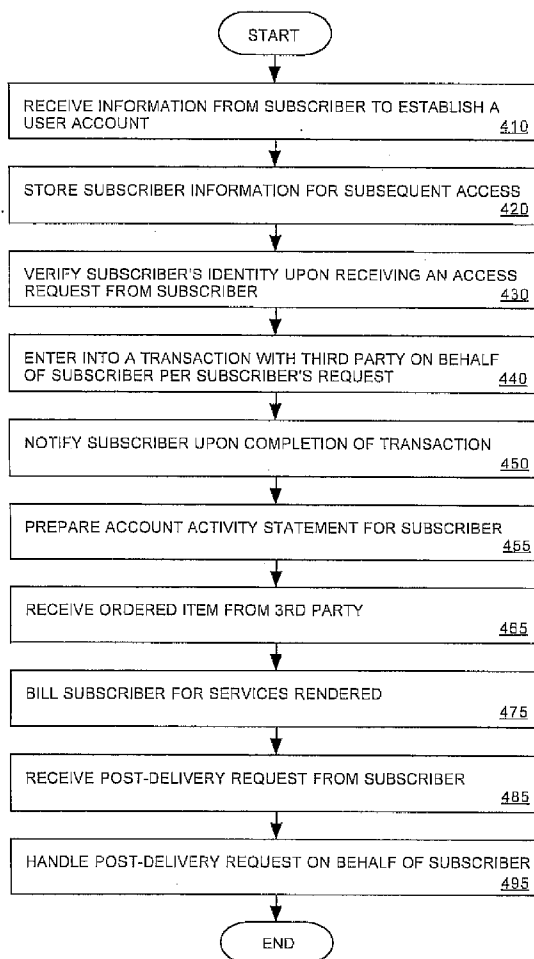 START
RECEIVE INFORMATION FROM SUBSCRIBER TO ESTABLISH A
USER ACCOUNT
410
STORE SUBSCRIBER INFORMATION FOR SUBSEQUENT ACCESS
420
VERIFY SUBSCRIBER'S IDENTITY UPON RECEIVING AN ACCESS
REQUEST FROM SUBSCRIBER
430
ENTER INTO A TRANSACTION WITH THIRD PARTY ON BEHALF
OF SUBSCRIBER PER SUBSCRIBER'S REQUEST
440
NOTIFY SUBSCRIBER UPON COMPLETION OF TRANSACTION
450
PREPARE ACCOUNT ACTIVITY STATEMENT FOR SUBSCRIBER
455
RECEIVE ORDERED ITEM FROM 3RD PARTY
465
BILL SUBSCRIBER FOR SERVICES RENDERED
475
RECEIVE POST-DELIVERY REQUEST FROM SUBSCRIBER
485
HANDLE POST-DELIVERY REQUEST ON BEHALF OF SUBSCRIBER
495
END